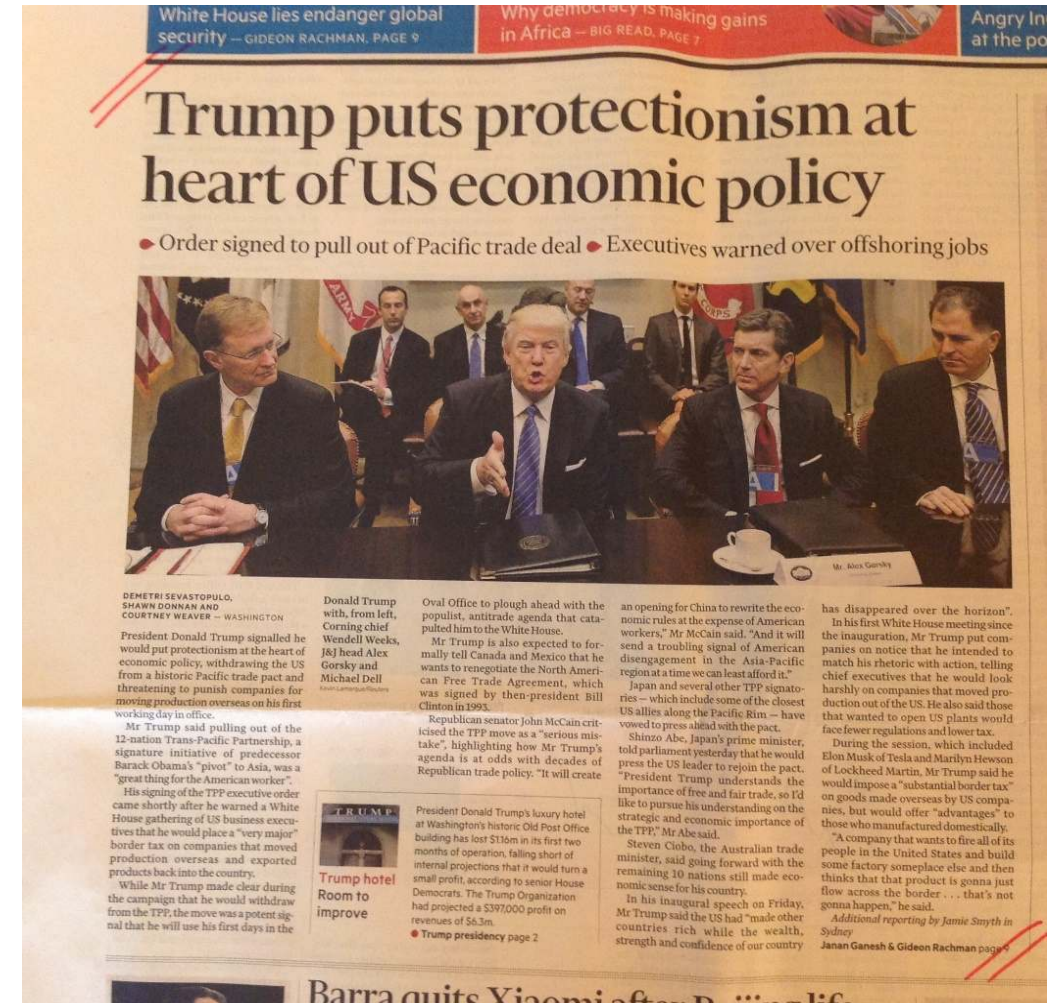 White House lies endanger global
security — GIDEON RACHMAN, PAGE 9
Why democracy is making gains
in Africa — BIG READ, PAGE 7
Angry In
at the po
Trump puts protectionism at
heart of US economic policy
Order signed to pull out of Pacific trade deal
Executives warned over offshoring jobs
ARMY
CORPS
A
A
A
Mr. Alex Gorsky
DEMETRI SEVASTOPULO,
SHAWN DONNAN AND
COURTNEY WEAVER — WASHINGTON
President Donald Trump signalled he
would put protectionism at the heart of
economic policy, withdrawing the US
from a historic Pacific trade pact and
threatening to punish companies for
moving production overseas on his first
working day in office.
Mr Trump said pulling out of the
12-nation Trans-Pacific Partnership, a
signature initiative of predecessor
Barack Obama's "pivot" to Asia, was a
"great thing for the American worker".
His signing of the TPP executive order
came shortly after he warned a White
House gathering of US business execu-
tives that he would place a "very major"
border tax on companies that moved
production overseas and exported
products back into the country.
While Mr Trump made clear during
the campaign that he would withdraw
from the TPP, the move was a potent sig-
nal that he will use his first days in the
Donald Trump
with, from left,
Corning chief
Wendell Weeks,
J&J head Alex
Gorsky and
Michael Dell
Kevin Lamarque/Reuters
Oval Office to plough ahead with the
populist, antitrade agenda that cata-
pulted him to the White House.
Mr Trump is also expected to for-
mally tell Canada and Mexico that he
wants to renegotiate the North Ameri-
can Free Trade Agreement, which
was signed by then-president Bill
Clinton in 1993.
Republican senator John McCain crit-
icised the TPP move as a "serious mis-
take", highlighting how Mr Trump's
agenda is at odds with decades of
Republican trade policy. "It will create
TRUMP
Trump hotel
Room to
improve
President Donald Trump's luxury hotel
at Washington's historic Old Post Office
building has lost $1.16m in its first two
months of operation, falling short of
internal projections that it would turn a
small profit, according to senior House
Democrats. The Trump Organization
had projected a $397,000 profit on
revenues of $6.3m.
Trump presidency page 2
an opening for China to rewrite the eco-
nomic rules at the expense of American
workers," Mr McCain said. "And it will
send a troubling signal of American
disengagement in the Asia-Pacific
region at a time we can least afford it."
Japan and several other TPP signato-
ries — which include some of the closest
US allies along the Pacific Rim — have
vowed to press ahead with the pact.
Shinzo Abe, Japan's prime minister,
told parliament yesterday that he would
press the US leader to rejoin the pact.
"President Trump understands the
importance of free and fair trade, so I'd
like to pursue his understanding on the
strategic and economic importance of
the TPP," Mr Abe said.
Steven Ciobo, the Australian trade
minister, said going forward with the
remaining 10 nations still made eco-
nomic sense for his country.
In his inaugural speech on Friday,
Mr Trump said the US had "made other
countries rich while the wealth,
strength and confidence of our country
has disappeared over the horizon".
In his first White House meeting since
the inauguration, Mr Trump put com-
panies on notice that he intended to
match his rhetoric with action, telling
chief executives that he would look
harshly on companies that moved pro-
duction out of the US. He also said those
that wanted to open US plants would
face fewer regulations and lower tax.
During the session, which included
Elon Musk of Tesla and Marilyn Hewson
of Lockheed Martin, Mr Trump said he
would impose a "substantial border tax"
on goods made overseas by US compa-
nies, but would offer "advantages" to
those who manufactured domestically.
"A company that wants to fire all of its
people in the United States and build
some factory someplace else and then
thinks that that product is gonna just
flow across the border . . . that's not
gonna happen," he said.
Additional reporting by Jamie Smyth in
Sydney
Janan Ganesh & Gideon Rachman page 9
Barra quits Xiaomi after